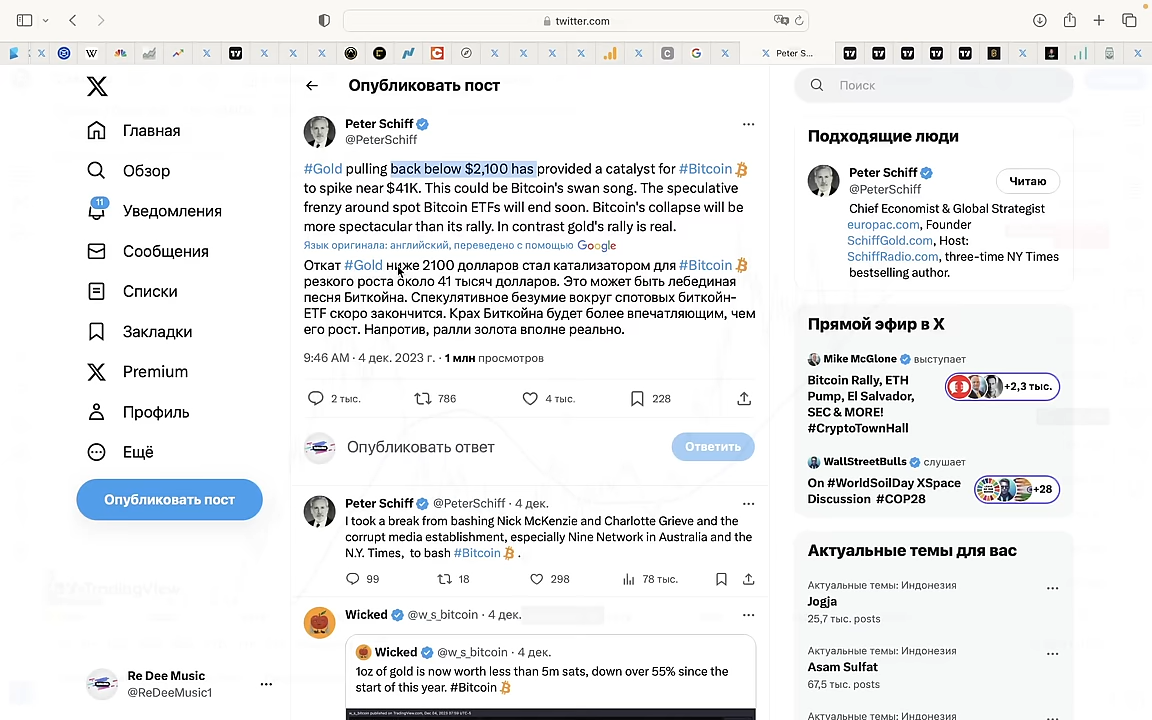 twitter.com
Peter S...
Опубликовать пост
Поиск
Главная
Обзор
11
Уведомления
Сообщения
Списки
Закладки
Premium
Профиль
Ещё
Опубликовать пост
Re Dee Music
@ReDeeMusic1
Peter Schiff
@PeterSchiff
#Gold pulling back below $2,100 has provided a catalyst for #Bitcoin
to spike near $41K. This could be Bitcoin's swan song. The speculative
frenzy around spot Bitcoin ETFs will end soon. Bitcoin's collapse will be
more spectacular than its rally. In contrast gold's rally is real.
Язык оригинала: английский, переведено с помощью Google
Откат #Gold ниже 2100 долларов стал катализатором для #Bitcoin
резкого роста около 41 тысяч долларов. Это может быть лебединая
песня Биткойна. Спекулятивное безумие вокруг спотовых биткойн-
ETF скоро закончится. Крах Биткойна будет более впечатляющим, чем
его рост. Напротив, ралли золота вполне реально.
9:46 AM · 4 дек. 2023 г. · 1 млн просмотров
2 тыс. 786 4 тыс. 228
Опубликовать ответ
Ответить
Peter Schiff @PeterSchiff · 4 дек.
I took a break from bashing Nick McKenzie and Charlotte Grieve and the
corrupt media establishment, especially Nine Network in Australia and the
N.Y. Times, to bash #Bitcoin .
99 18 298 78 тыс.
Wicked @w_s_bitcoin · 4 дек.
Wicked @w_s_bitcoin · 4 дек.
1oz of gold is now worth less than 5m sats, down over 55% since the
start of this year. #Bitcoin
Подходящие люди
Peter Schiff
@PeterSchiff
Читаю
Chief Economist & Global Strategist
europac.com, Founder
SchiffGold.com, Host:
SchiffRadio.com, three-time NY Times
bestselling author.
Прямой эфир в X
Mike McGlone выступает
Bitcoin Rally, ETH
Pump, El Salvador,
SEC & MORE!
#CryptoTownHall
+2,3 тыс.
WallStreetBulls слушает
On #WorldSoilDay XSpace
Discussion #COP28
+28
Актуальные темы для вас
Актуальные темы: Индонезия
Jogja
25,7 тыс. posts
Актуальные темы: Индонезия
Asam Sulfat
67,5 тыс. posts
Актуальные темы: Индонезия